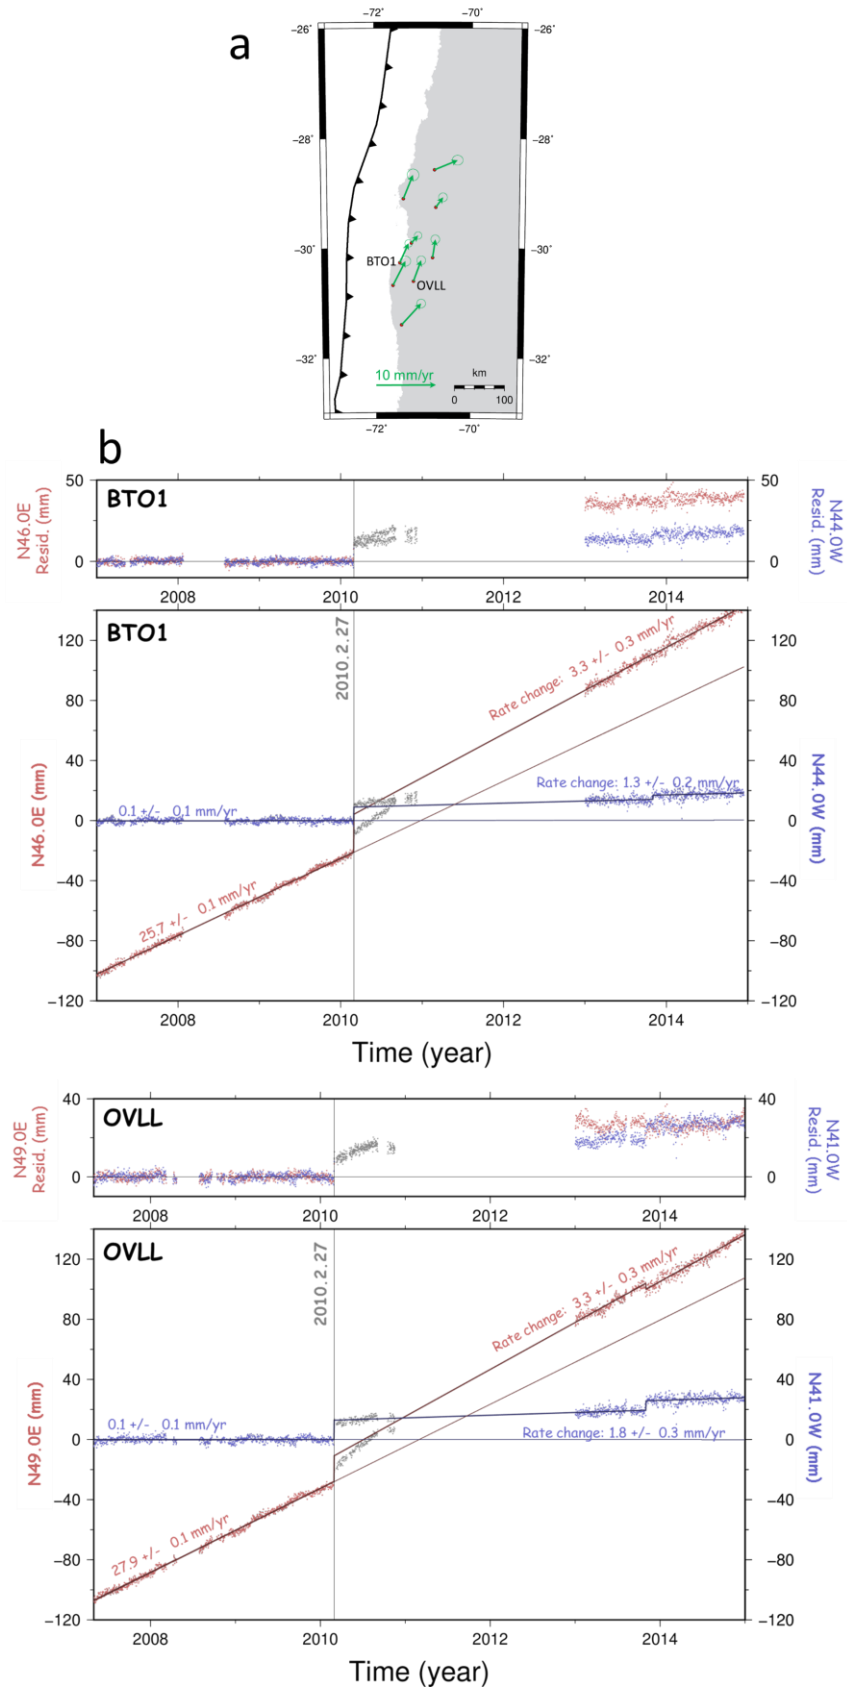 a
−72˚ −70˚
−26˚ −26˚
−28˚ −28˚
−30˚ −30˚
BTO1
OVLL
−32˚ −32˚
10 mm/yr
km
0 100
−72˚ −70˚
b
N46.0E
Resid. (mm)
50
0
BTO1
50
0
N44.0W
Resid. (mm)
2008 2010 2012 2014
BTO1
2010.2.27
Rate change: 3.3 +/- 0.3 mm/yr
Rate change: 1.3 +/- 0.2 mm/yr
0.1 +/- 0.1 mm/yr
25.7 +/- 0.1 mm/yr
N46.0E (mm)
120
80
40
0
−40
−80
−120
120
80
40
0
−40
−80
−120
N44.0W (mm)
2008 2010 2012 2014
Time (year)
N49.0E
Resid. (mm)
40
0
OVLL
40
0
N41.0W
Resid. (mm)
2008 2010 2012 2014
OVLL
2010.2.27
Rate change: 3.3 +/- 0.3 mm/yr
0.1 +/- 0.1 mm/yr
Rate change: 1.8 +/- 0.3 mm/yr
27.9 +/- 0.1 mm/yr
N49.0E (mm)
120
80
40
0
−40
−80
−120
120
80
40
0
−40
−80
−120
N41.0W (mm)
2008 2010 2012 2014
Time (year)